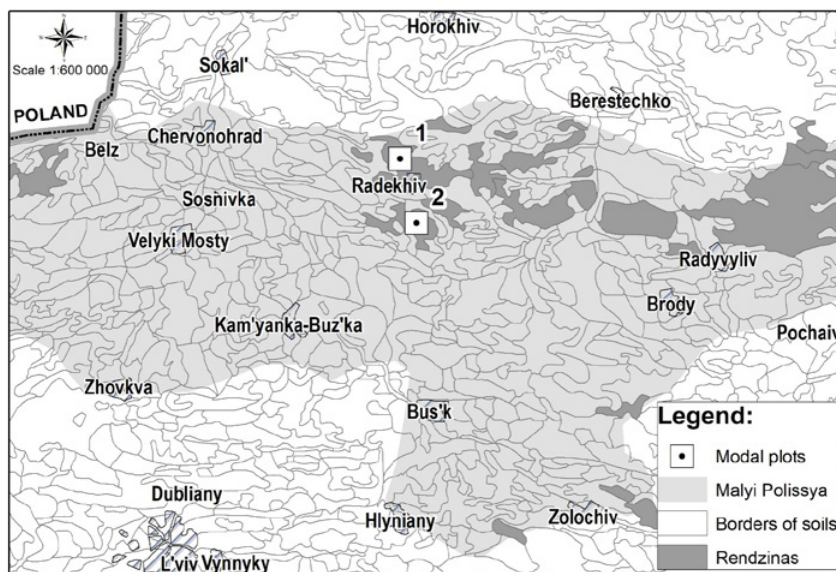 Horokhiv
Sokal'
Scale 1:600 000
Berestechko
POLAND
1
Chervonohrad
Belz
Radekhiv
Sosnivka
2
Velyki Mosty
Radyvyliv
Brody
Kam'yanka-Buz'ka
Pochaiv
Zhovkva
Bus'k
Legend:
Modal plots
Malyi Polissya
Dubliany
Hlyniany
Zolochiv
Borders of soils
L'viv Vynnyky
Rendzinas